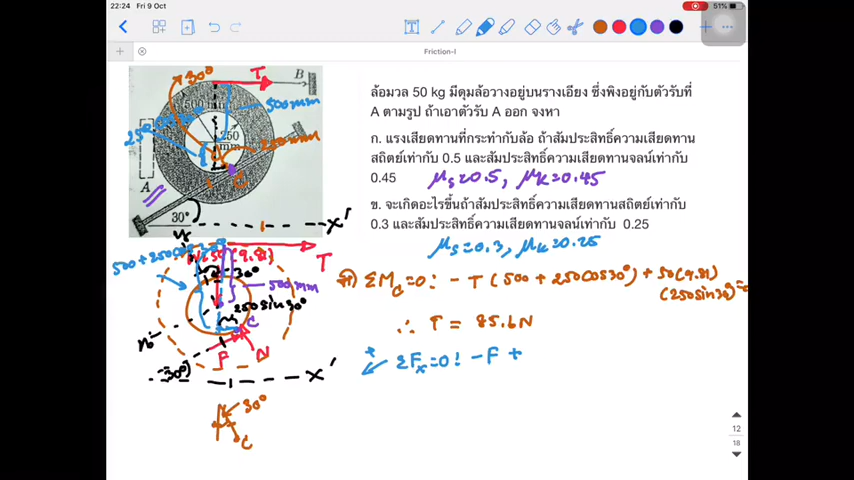 22:24 Fri 9 Oct
51%
Friction-I
ล้อมวล 50 kg มีดุมล้อวางอยู่บนรางเอียง ซึ่งพิงอยู่กับตัวรับที่
A ตามรูป ถ้าเอาตัวรับ A ออก จงหา
ก. แรงเสียดทานที่กระทำกับล้อ ถ้าสัมประสิทธิ์ความเสียดทาน
สถิตย์เท่ากับ 0.5 และสัมประสิทธิ์ความเสียดทานจลน์เท่ากับ
0.45
μs=0.5, μk=0.45
ข. จะเกิดอะไรขึ้นถ้าสัมประสิทธิ์ความเสียดทานสถิตย์เท่ากับ
0.3 และสัมประสิทธิ์ความเสียดทานจลน์เท่ากับ 0.25
μs=0.3, μk=0.25
30°
T
B
500 mm
500mm
250
mm
250mm
C
A
30°
x'
y
50(9.81)
T
500+250cos30°
30°
500mm
250sin30°
C
F
N
30°
x'
30°
C
ΣMc=0: -T(500+250cos30°)+50(9.81)
(250sin30°)=0
∴ T = 85.6N
+
ΣFx=0: -F +
12
18